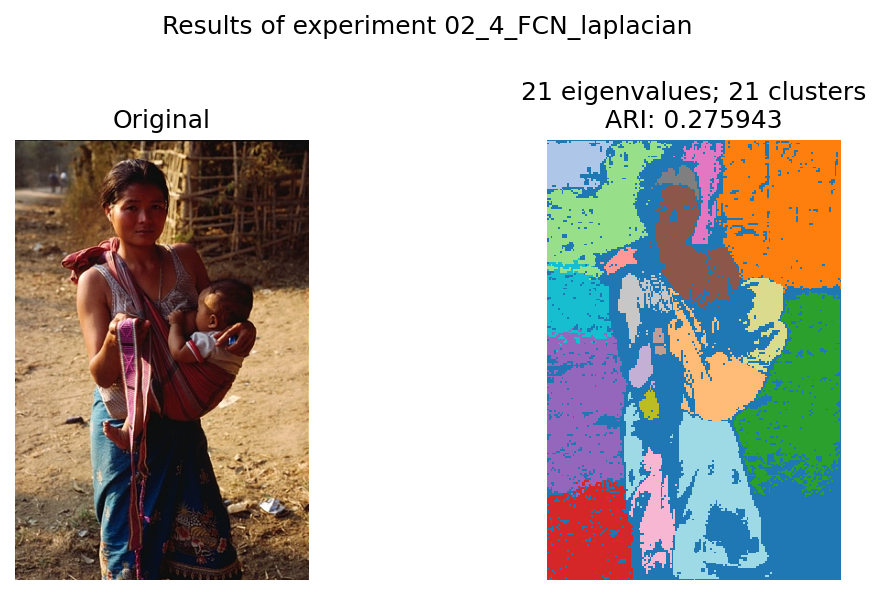 Results of experiment 02_4_FCN_laplacian
Original
21 eigenvalues; 21 clusters
ARI: 0.275943